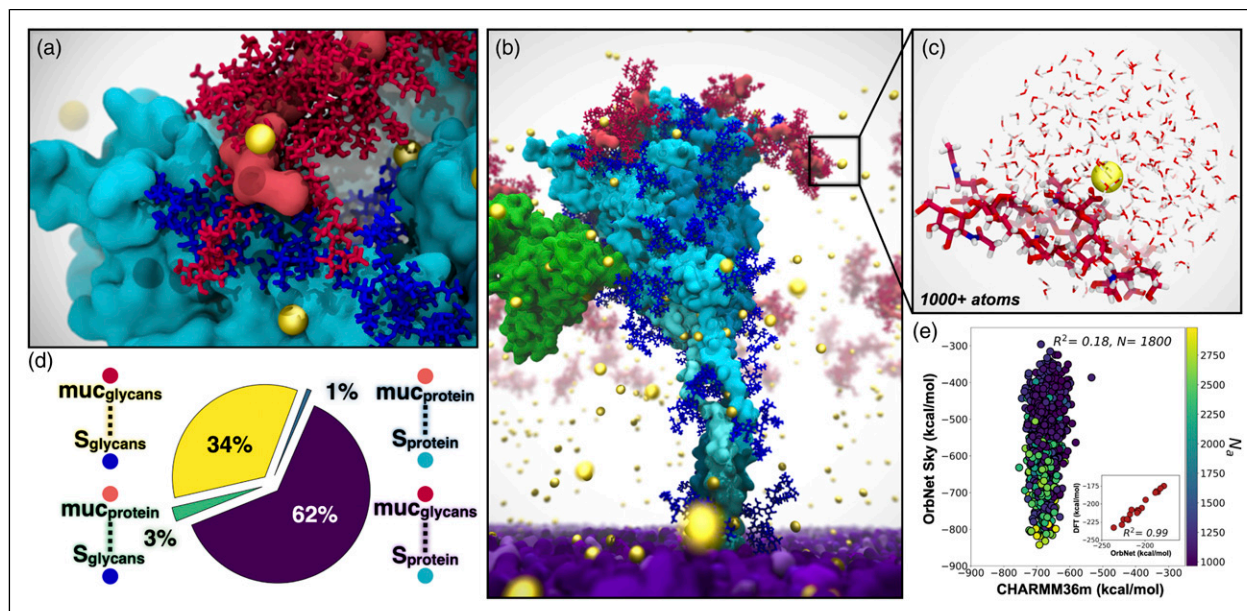 (a)
(b)
(c)
1000+ atoms
(d)
muc glycans
S glycans
muc protein
S glycans
34%
1%
3%
62%
muc protein
S protein
muc glycans
S protein
(e)
R² = 0.18, N= 1800
OrbNet Sky (kcal/mol)
−300
−400
−500
−600
−700
−800
−900
−900 −800 −700 −600 −500 −400 −300
CHARMM36m (kcal/mol)
DFT (kcal/mol)
−175
−200
−225
−250
−250 −200
OrbNet (kcal/mol)
R² = 0.99
2750
2500
2250
2000
1750
1500
1250
1000
Nₐ